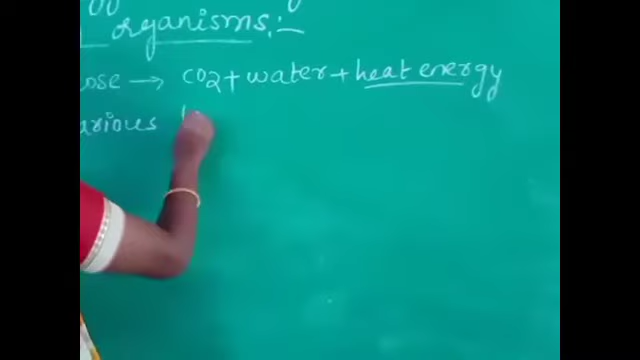 organisms:-
ose → CO2 + water + heat energy
arious